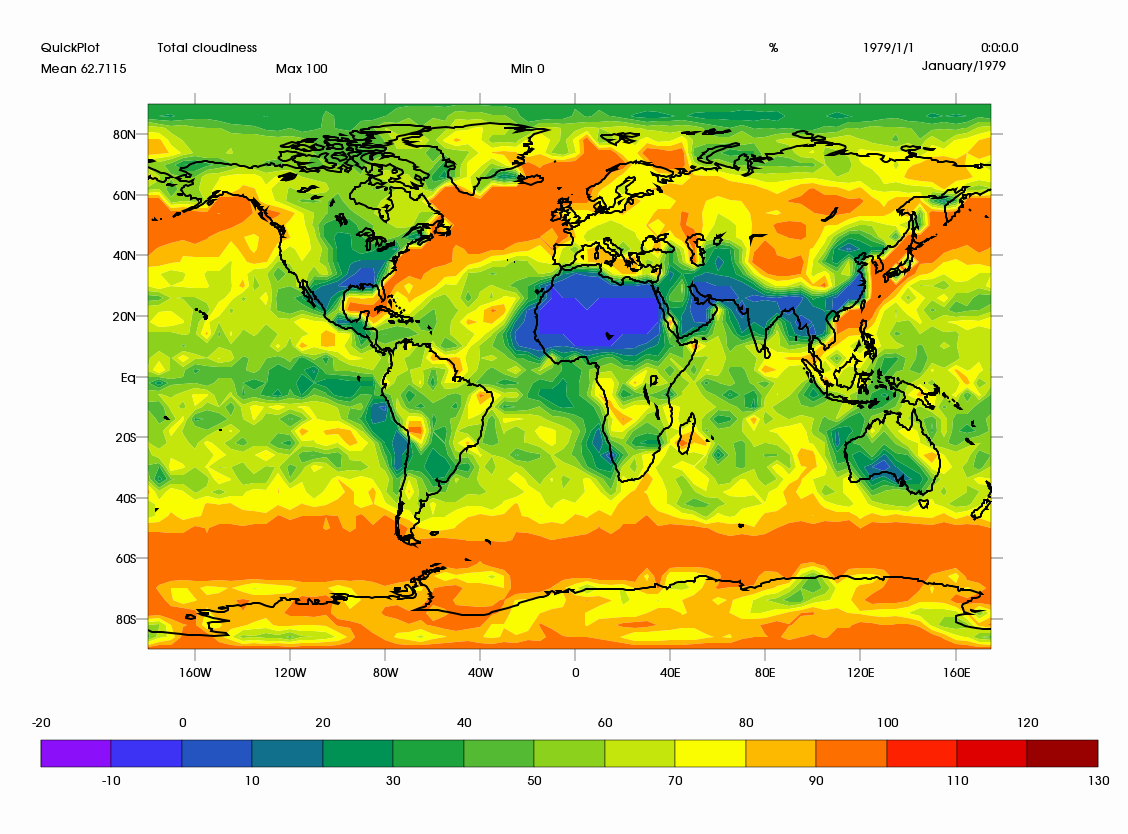 QuickPlot Total cloudiness % 1979/1/1 0:0:0.0
Mean 62.7115 Max 100 Min 0 January/1979
80N
60N
40N
20N
Eq
20S
40S
60S
80S
160W 120W 80W 40W 0 40E 80E 120E 160E
-20 0 20 40 60 80 100 120
-10 10 30 50 70 90 110 130